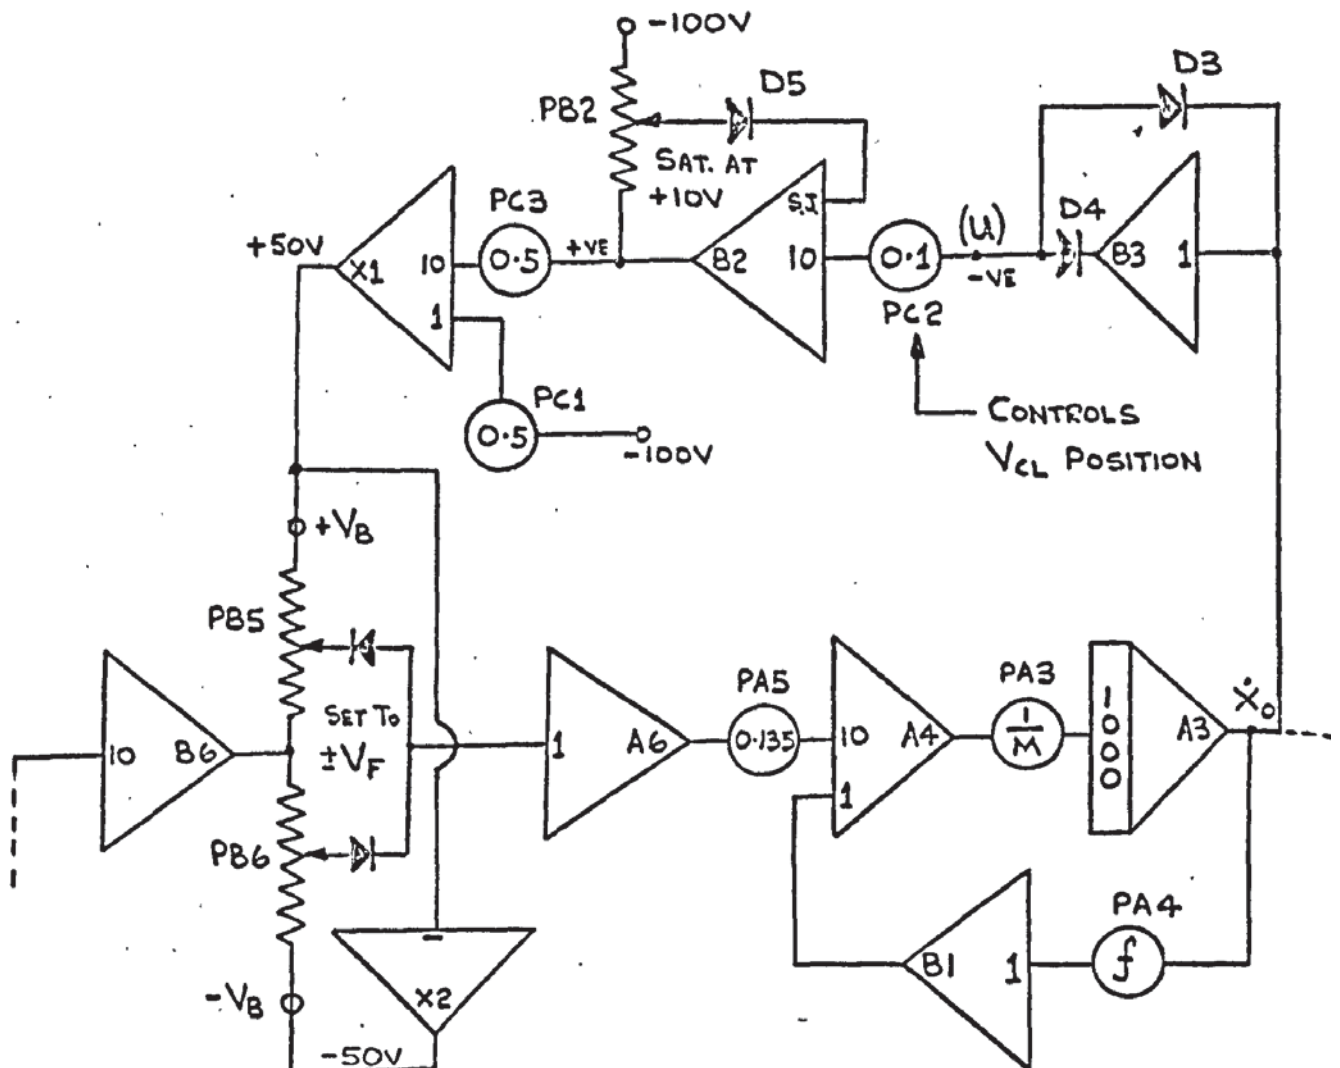 -100V
D5
D3
PB2
SAT. AT
+10V
S.J
PC3
+50V
X1
10
0.5
+VE
B2
10
0.1
(U)
-VE
D4
B3
1
1
PC2
PC1
0.5
-100V
CONTROLS
VCL POSITION
+VB
PB5
SET TO
±VF
10
B6
1
A6
PA5
0.135
10
A4
PA3
1/M
1000
A3
Ẋ0
1
PB6
PA4
B1
1
f
-VB
X2
-50V